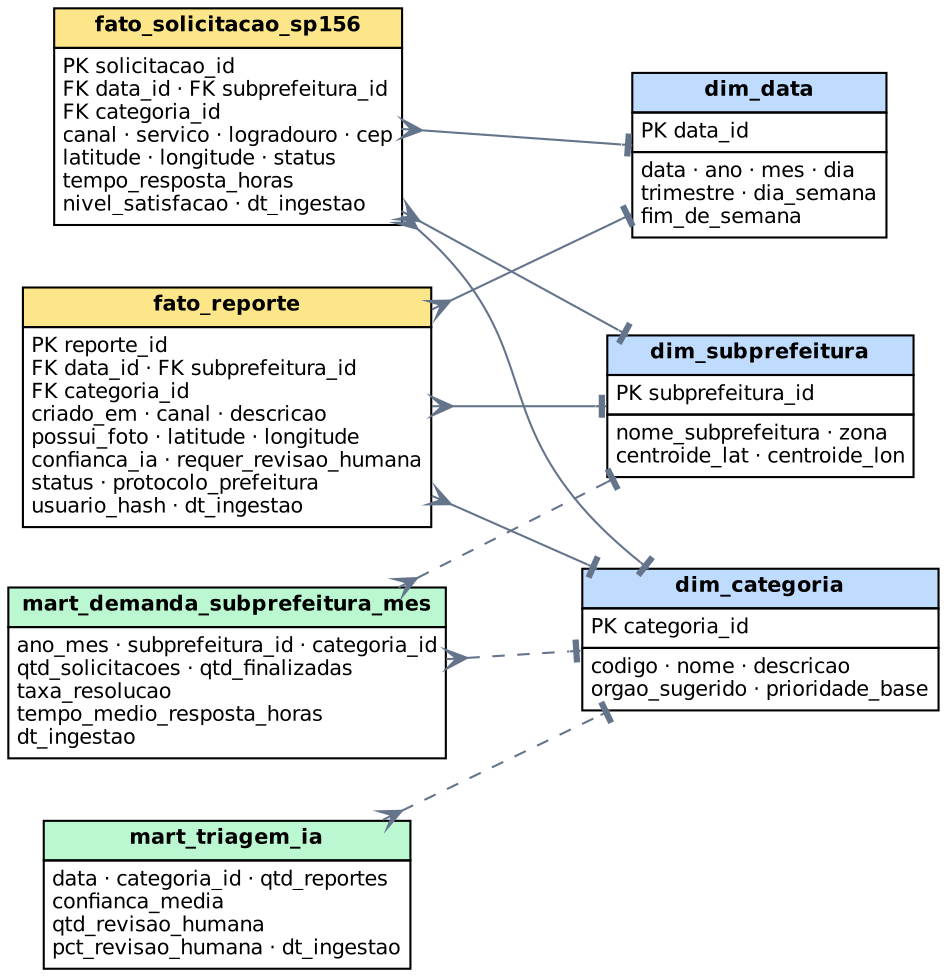 fato_solicitacao_sp156
PK solicitacao_id
FK data_id · FK subprefeitura_id
FK categoria_id
canal · servico · logradouro · cep
latitude · longitude · status
tempo_resposta_horas
nivel_satisfacao · dt_ingestao
dim_data
PK data_id
data · ano · mes · dia
trimestre · dia_semana
fim_de_semana
fato_reporte
PK reporte_id
FK data_id · FK subprefeitura_id
FK categoria_id
criado_em · canal · descricao
possui_foto · latitude · longitude
confianca_ia · requer_revisao_humana
status · protocolo_prefeitura
usuario_hash · dt_ingestao
dim_subprefeitura
PK subprefeitura_id
nome_subprefeitura · zona
centroide_lat · centroide_lon
mart_demanda_subprefeitura_mes
ano_mes · subprefeitura_id · categoria_id
qtd_solicitacoes · qtd_finalizadas
taxa_resolucao
tempo_medio_resposta_horas
dt_ingestao
dim_categoria
PK categoria_id
codigo · nome · descricao
orgao_sugerido · prioridade_base
mart_triagem_ia
data · categoria_id · qtd_reportes
confianca_media
qtd_revisao_humana
pct_revisao_humana · dt_ingestao